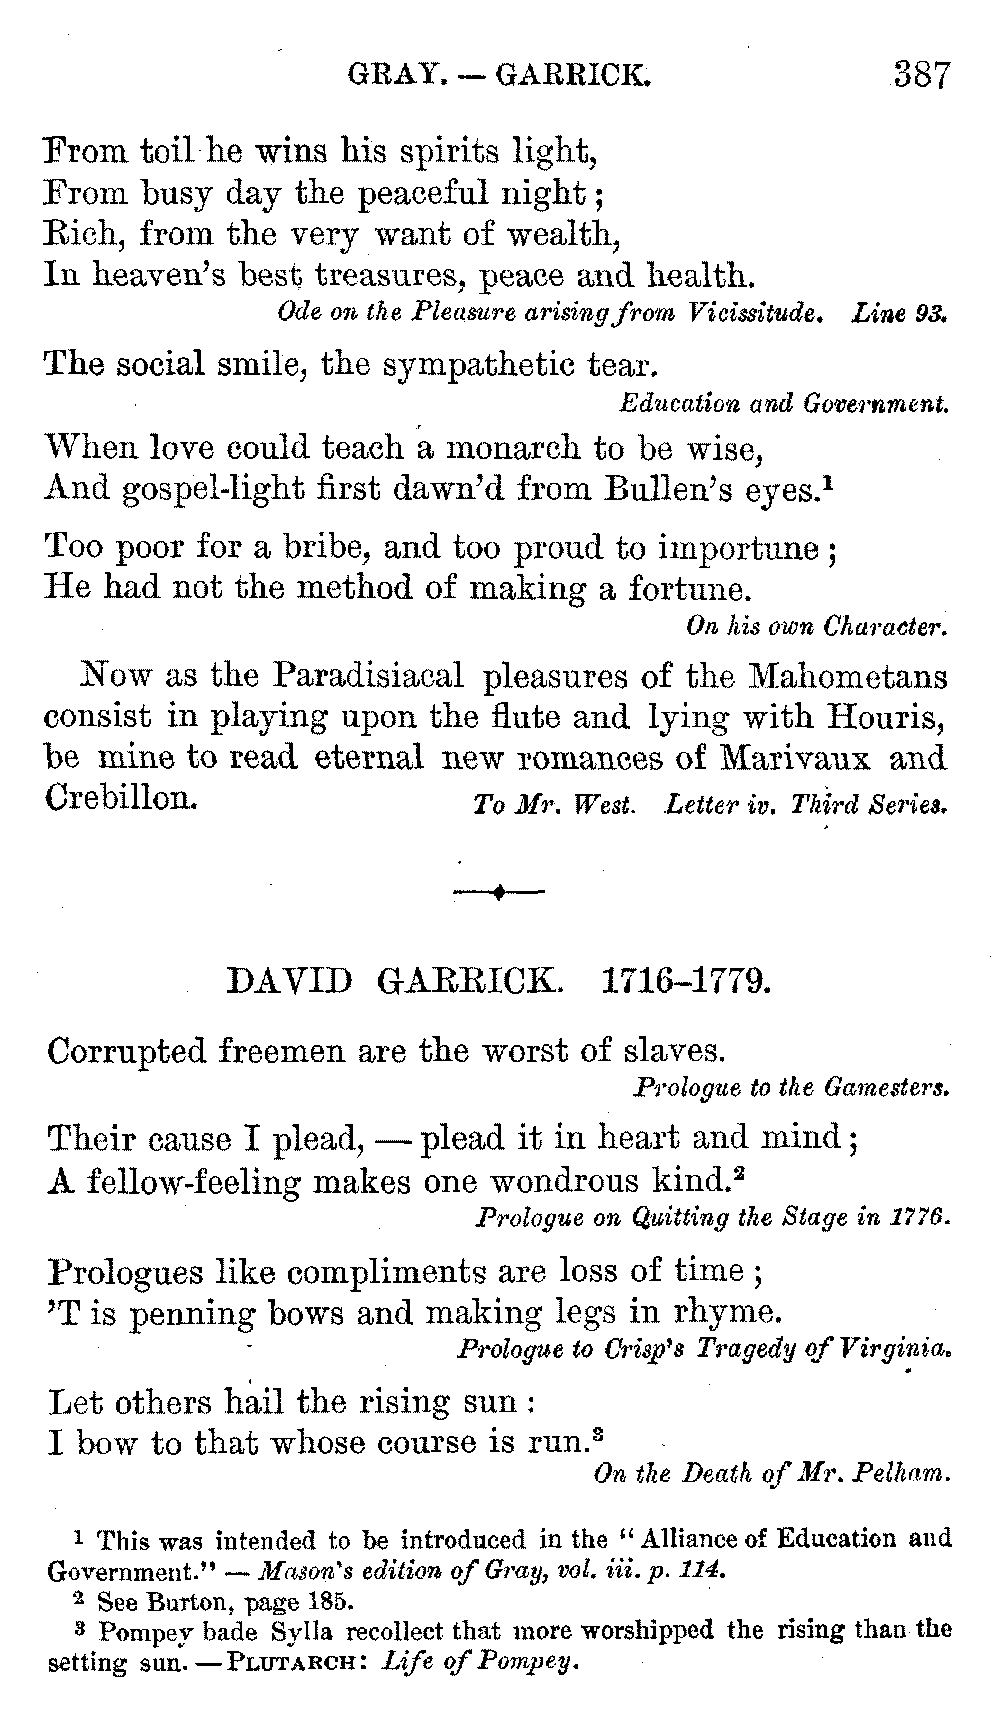 GRAY. — GARRICK. 387
From toil he wins his spirits light,
From busy day the peaceful night;
Rich, from the very want of wealth,
In heaven's best treasures, peace and health.
Ode on the Pleasure arising from Vicissitude. Line 93.
The social smile, the sympathetic tear.
Education and Government.
When love could teach a monarch to be wise,
And gospel-light first dawn'd from Bullen's eyes.¹
Too poor for a bribe, and too proud to importune;
He had not the method of making a fortune.
On his own Character.
Now as the Paradisiacal pleasures of the Mahometans
consist in playing upon the flute and lying with Houris,
be mine to read eternal new romances of Marivaux and
Crebillon. To Mr. West. Letter iv. Third Series.
DAVID GARRICK. 1716–1779.
Corrupted freemen are the worst of slaves.
Prologue to the Gamesters.
Their cause I plead, — plead it in heart and mind;
A fellow-feeling makes one wondrous kind.²
Prologue on Quitting the Stage in 1776.
Prologues like compliments are loss of time;
'T is penning bows and making legs in rhyme.
Prologue to Crisp's Tragedy of Virginia.
Let others hail the rising sun:
I bow to that whose course is run.³
On the Death of Mr. Pelham.
¹ This was intended to be introduced in the "Alliance of Education and
Government." — Mason's edition of Gray, vol. iii. p. 114.
² See Burton, page 185.
³ Pompey bade Sylla recollect that more worshipped the rising than the
setting sun. — PLUTARCH: Life of Pompey.